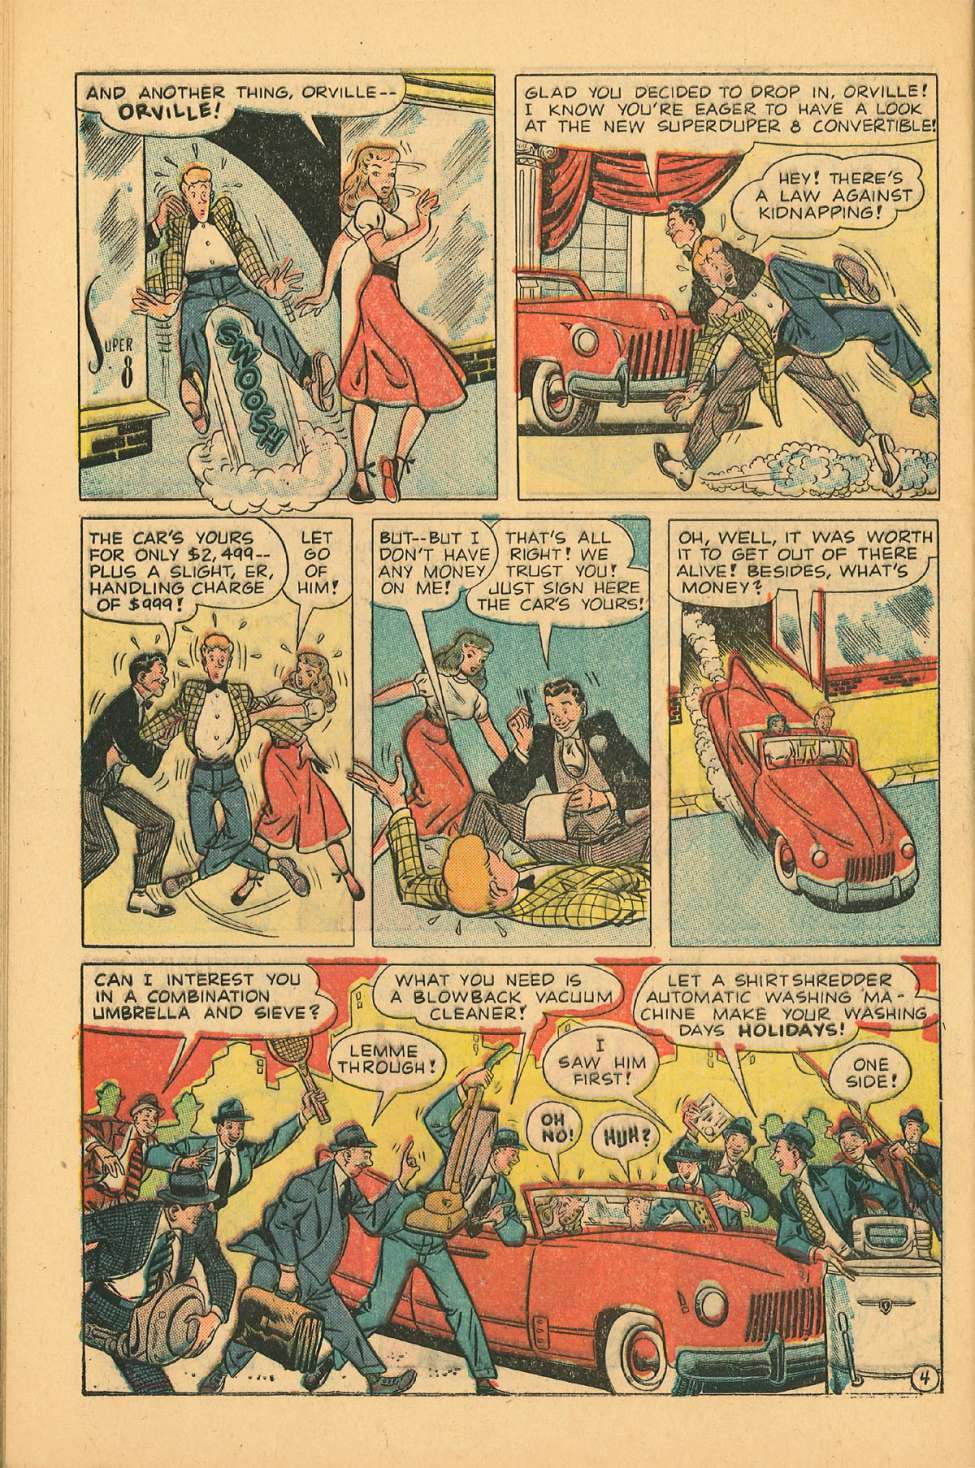 AND ANOTHER THING, ORVILLE--
ORVILLE!
SUPER
8
SWOOSH
GLAD YOU DECIDED TO DROP IN, ORVILLE!
I KNOW YOU'RE EAGER TO HAVE A LOOK
AT THE NEW SUPERDUPER 8 CONVERTIBLE!
HEY! THERE'S
A LAW AGAINST
KIDNAPPING!
THE CAR'S YOURS
FOR ONLY $2,499--
PLUS A SLIGHT, ER,
HANDLING CHARGE
OF $999!
LET
GO
OF
HIM!
BUT--BUT I
DON'T HAVE
ANY MONEY
ON ME!
THAT'S ALL
RIGHT! WE
TRUST YOU!
JUST SIGN HERE
THE CAR'S YOURS!
OH, WELL, IT WAS WORTH
IT TO GET OUT OF THERE
ALIVE! BESIDES, WHAT'S
MONEY?
CAN I INTEREST YOU
IN A COMBINATION
UMBRELLA AND SIEVE?
LEMME
THROUGH!
WHAT YOU NEED IS
A BLOWBACK VACUUM
CLEANER!
OH
NO!
I
SAW HIM
FIRST!
HUH?
LET A SHIRTSHREDDER
AUTOMATIC WASHING MA-
CHINE MAKE YOUR WASHING
DAYS HOLIDAYS!
ONE
SIDE!
4